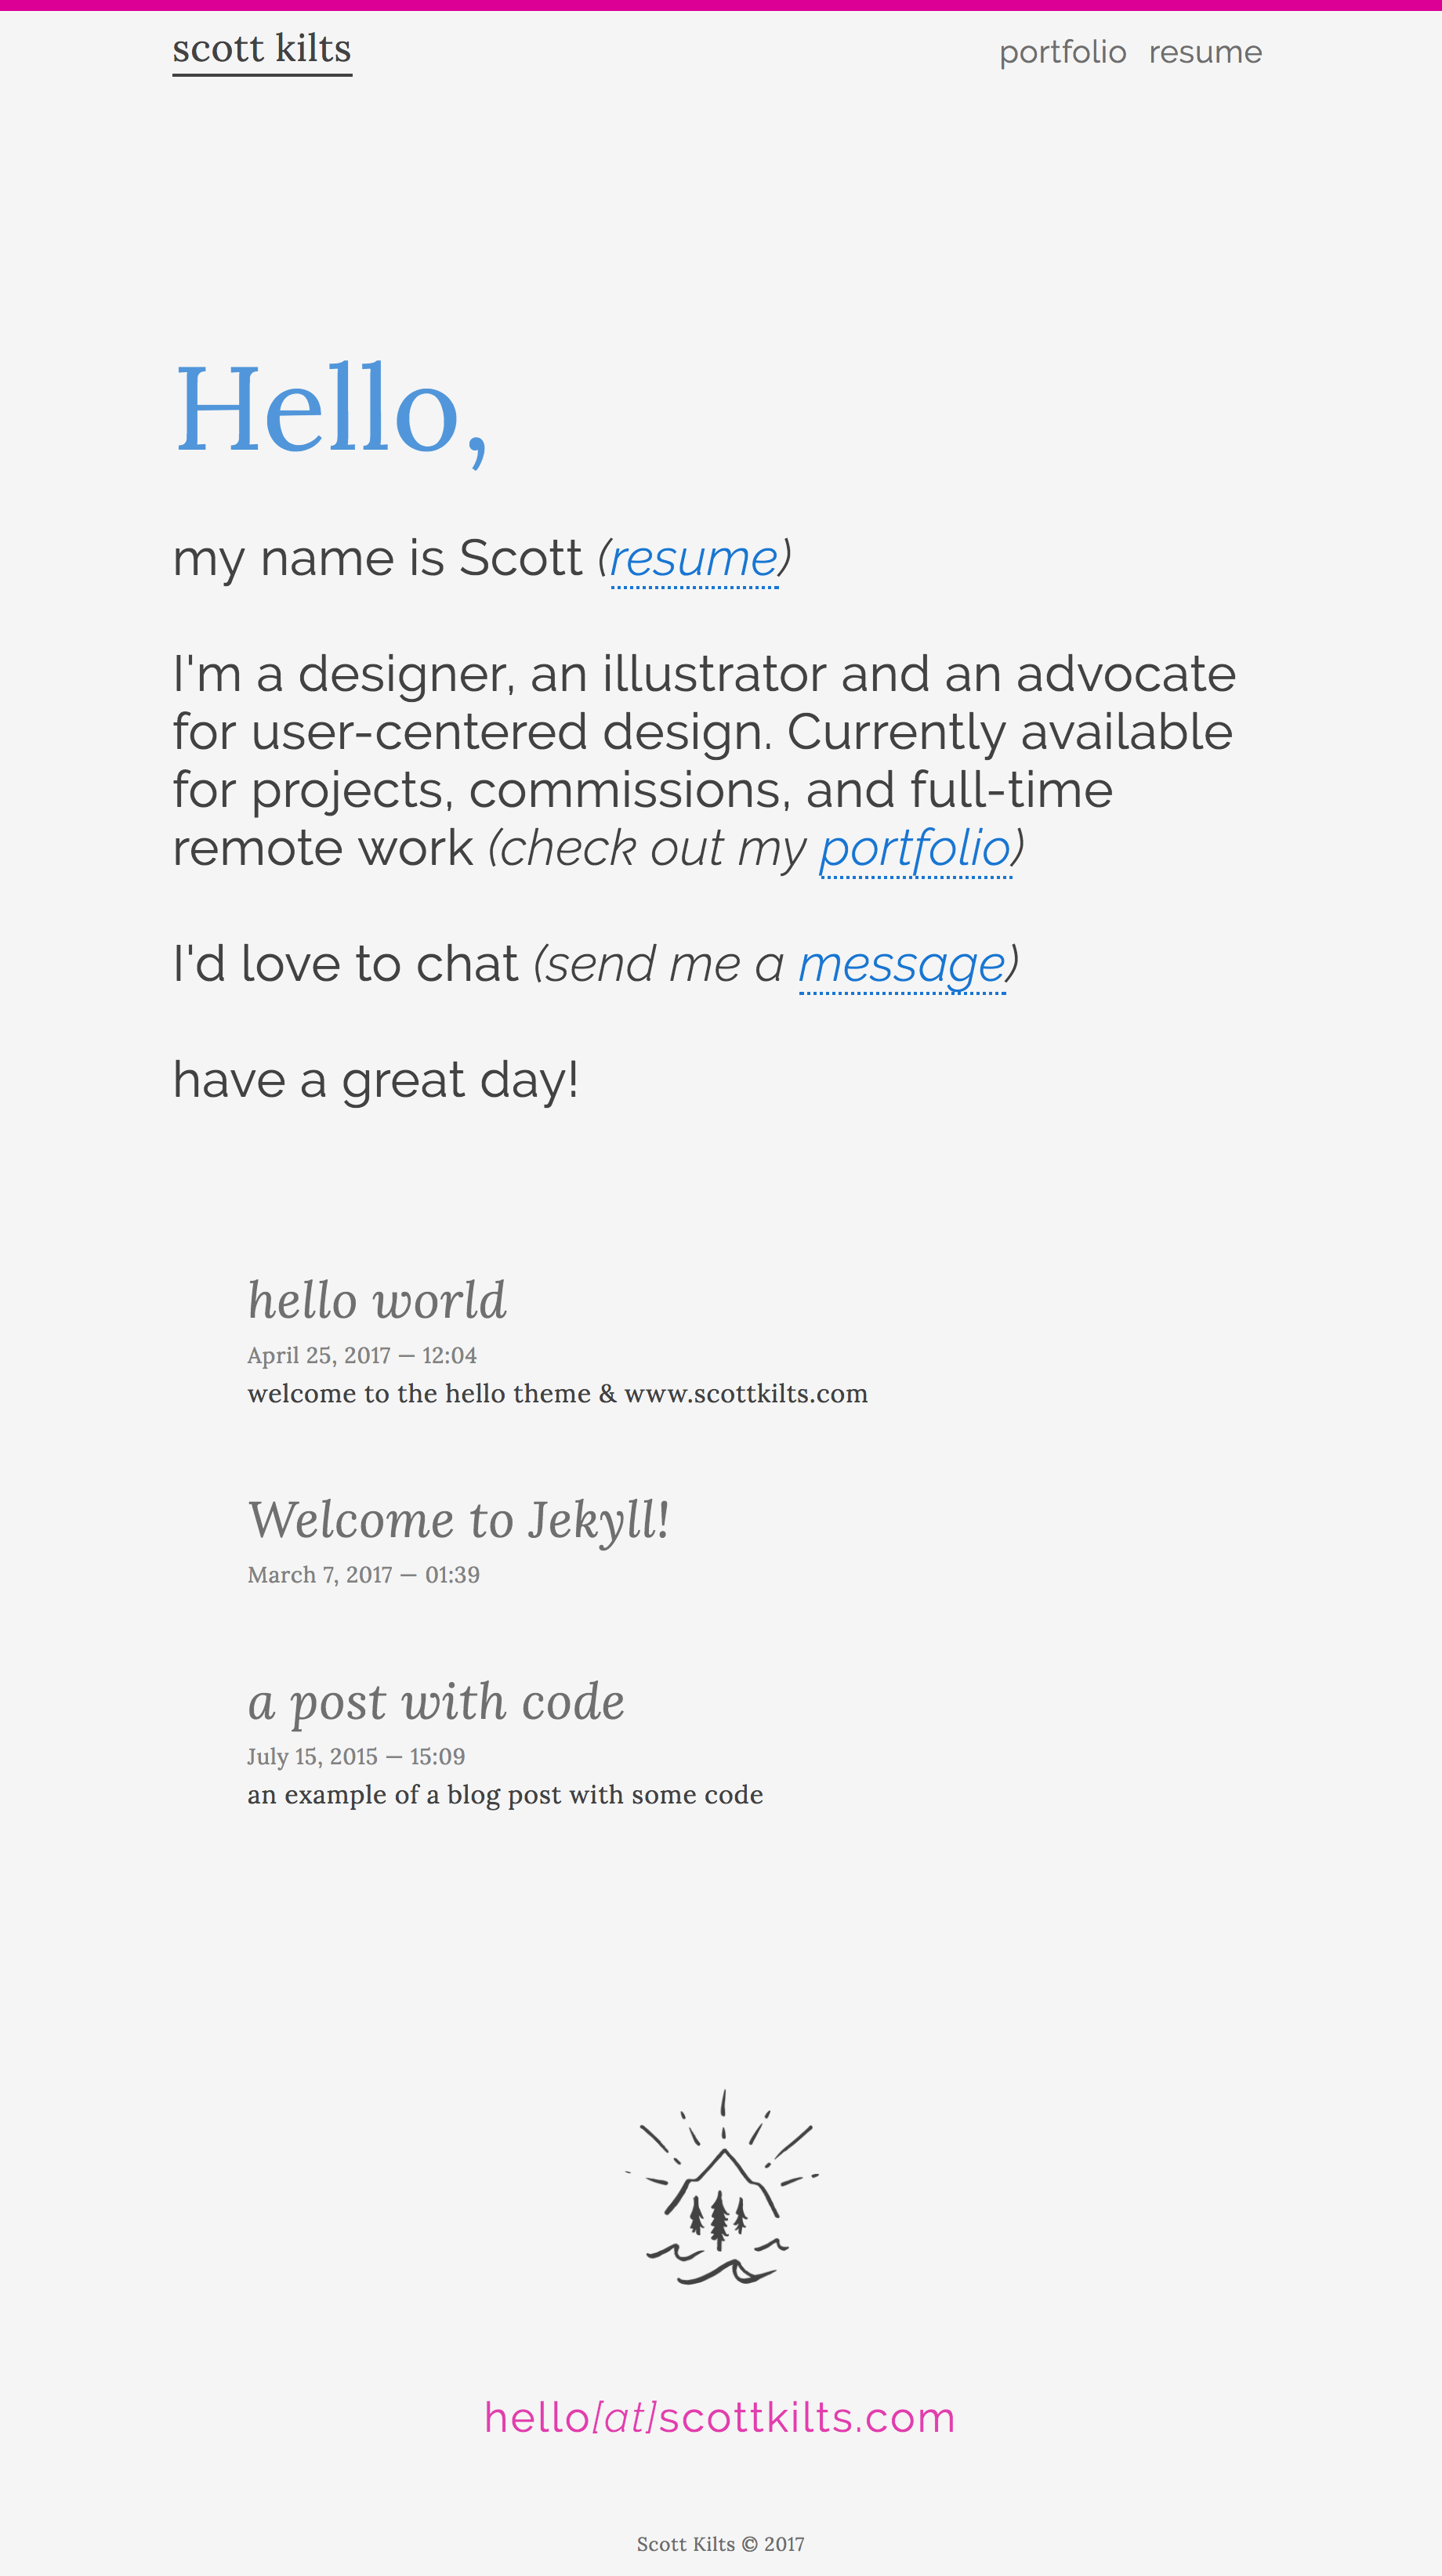 scott kilts
portfolio resume
Hello,
my name is Scott (resume)
I'm a designer, an illustrator and an advocate
for user-centered design. Currently available
for projects, commissions, and full-time
remote work (check out my portfolio)
I'd love to chat (send me a message)
have a great day!
hello world
April 25, 2017 — 12:04
welcome to the hello theme & www.scottkilts.com
Welcome to Jekyll!
March 7, 2017 — 01:39
a post with code
July 15, 2015 — 15:09
an example of a blog post with some code
hello[at]scottkilts.com
Scott Kilts © 2017